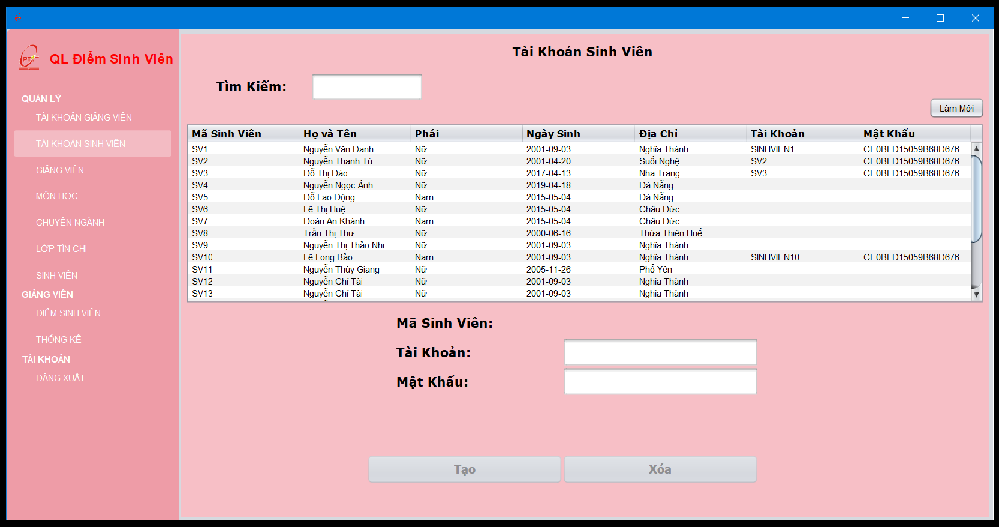 PTIT
QL Điểm Sinh Viên
QUẢN LÝ
TÀI KHOẢN GIẢNG VIÊN
TÀI KHOẢN SINH VIÊN
GIẢNG VIÊN
MÔN HỌC
CHUYÊN NGÀNH
LỚP TÍN CHỈ
SINH VIÊN
GIẢNG VIÊN
ĐIỂM SINH VIÊN
THỐNG KÊ
TÀI KHOẢN
ĐĂNG XUẤT
Tài Khoản Sinh Viên
Tìm Kiếm:
Làm Mới
Mã Sinh Viên Họ và Tên Phái Ngày Sinh Địa Chỉ Tài Khoản Mật Khẩu
SV1 Nguyễn Văn Danh Nữ 2001-09-03 Nghĩa Thành SINHVIEN1 CE0BFD15059B68D676...
SV2 Nguyễn Thanh Tú Nữ 2001-04-20 Suối Nghệ SV2 CE0BFD15059B68D676...
SV3 Đỗ Thị Đào Nữ 2017-04-13 Nha Trang SV3 CE0BFD15059B68D676...
SV4 Nguyễn Ngọc Ánh Nữ 2019-04-18 Đà Nẵng
SV5 Đỗ Lao Động Nam 2015-05-04 Đà Nẵng
SV6 Lê Thị Huệ Nữ 2015-05-04 Châu Đức
SV7 Đoàn An Khánh Nam 2015-05-04 Châu Đức
SV8 Trần Thị Thư Nữ 2000-06-16 Thừa Thiên Huế
SV9 Nguyễn Thị Thảo Nhi Nữ 2001-09-03 Nghĩa Thành
SV10 Lê Long Bảo Nam 2001-09-03 Nghĩa Thành SINHVIEN10 CE0BFD15059B68D676...
SV11 Nguyễn Thùy Giang Nữ 2005-11-26 Phổ Yên
SV12 Nguyễn Chí Tài Nữ 2001-09-03 Nghĩa Thành
SV13 Nguyễn Chí Tài Nữ 2001-09-03 Nghĩa Thành
Mã Sinh Viên:
Tài Khoản:
Mật Khẩu:
Tạo Xóa